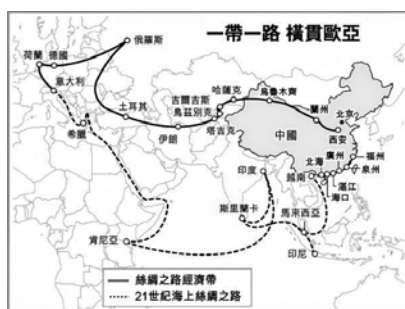 一帶一路 橫貫歐亞
俄羅斯
荷蘭 德國
意大利
希臘
土耳其
伊朗
吉爾吉斯
烏茲別克
塔吉克
哈薩克
烏魯木齊
蘭州
北京
西安
中國
福州
泉州
廣州
北海
湛江
海口
越南
印度
斯里蘭卡
馬來西亞
印尼
肯尼亞
絲綢之路經濟帶
21世紀海上絲綢之路